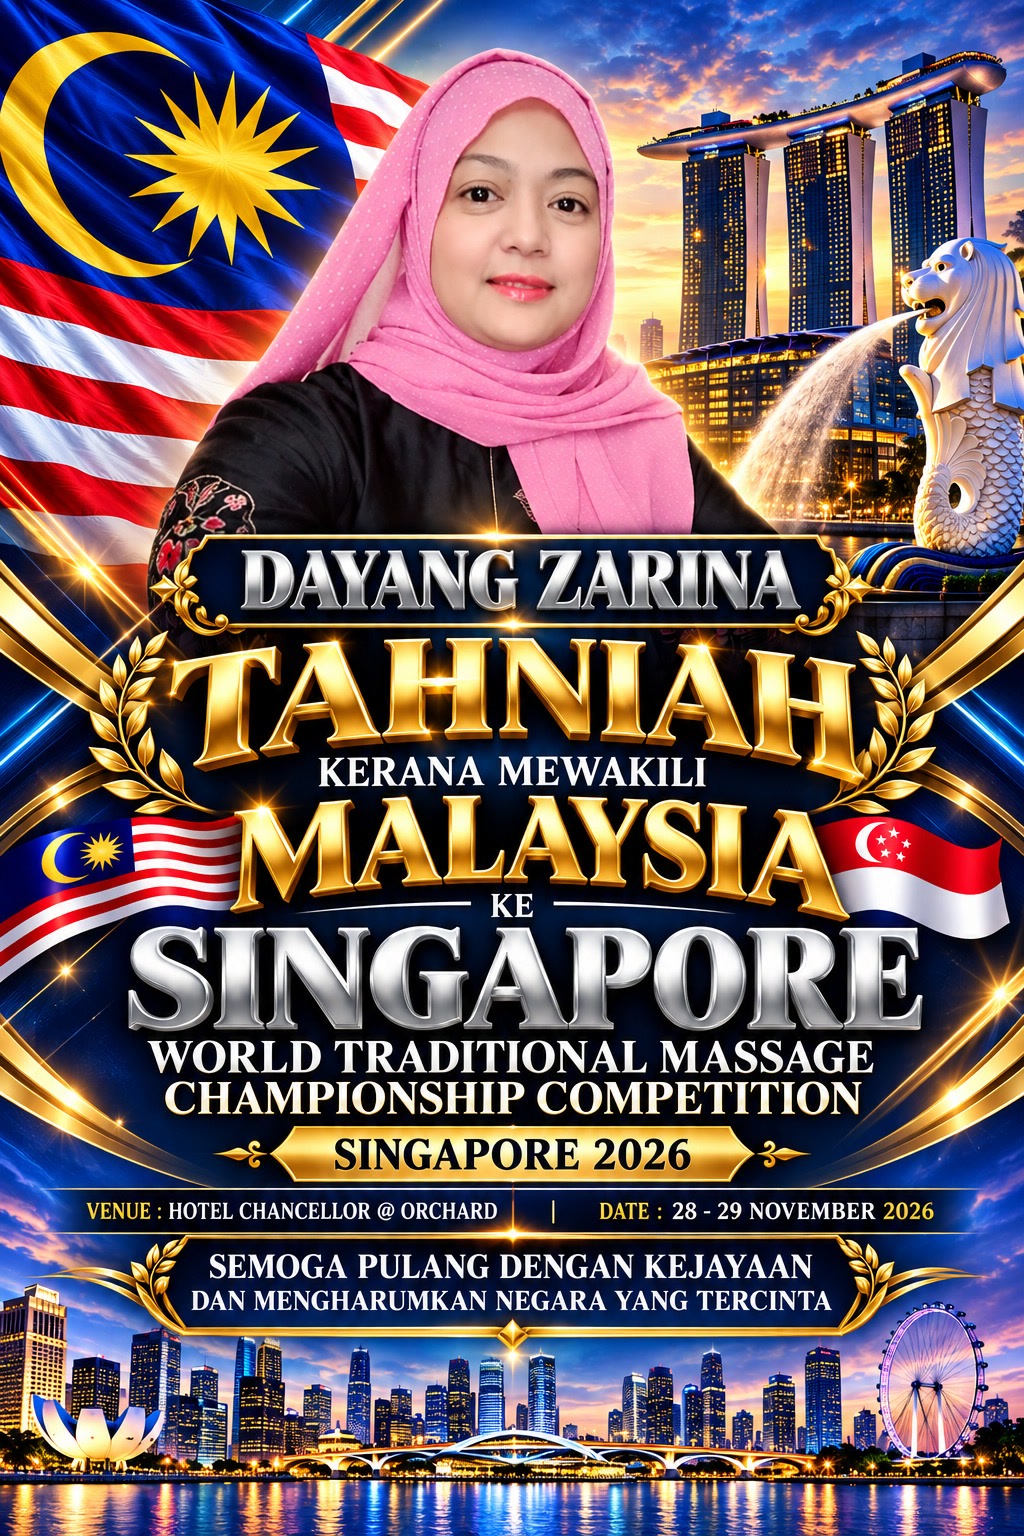 DAYANG ZARINA
TAHNIAH
KERANA MEWAKILI
MALAYSIA
KE
SINGAPORE
WORLD TRADITIONAL MASSAGE
CHAMPIONSHIP COMPETITION
SINGAPORE 2026
VENUE : HOTEL CHANCELLOR @ ORCHARD | DATE : 28 - 29 NOVEMBER 2026
SEMOGA PULANG DENGAN KEJAYAAN
DAN MENGHARUMKAN NEGARA YANG TERCINTA